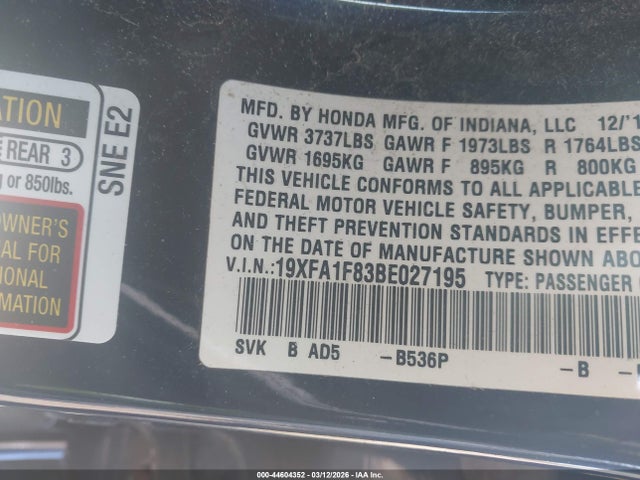 ATION
E REAR 3
g or 850lbs.
OWNER'S
AL FOR
IONAL
RMATION
SNE E2
MFD. BY HONDA MFG. OF INDIANA, LLC 12/'1
GVWR 3737LBS GAWR F 1973LBS R 1764LBS
GVWR 1695KG GAWR F 895KG R 800KG
THIS VEHICLE CONFORMS TO ALL APPLICABLE
FEDERAL MOTOR VEHICLE SAFETY, BUMPER,
AND THEFT PREVENTION STANDARDS IN EFFE
ON THE DATE OF MANUFACTURE SHOWN ABO
V.I.N.:19XFA1F83BE027195 TYPE: PASSENGER
SVK B AD5 –B536P –B
000-44604352 | 03/12/2026 | IAA Inc.